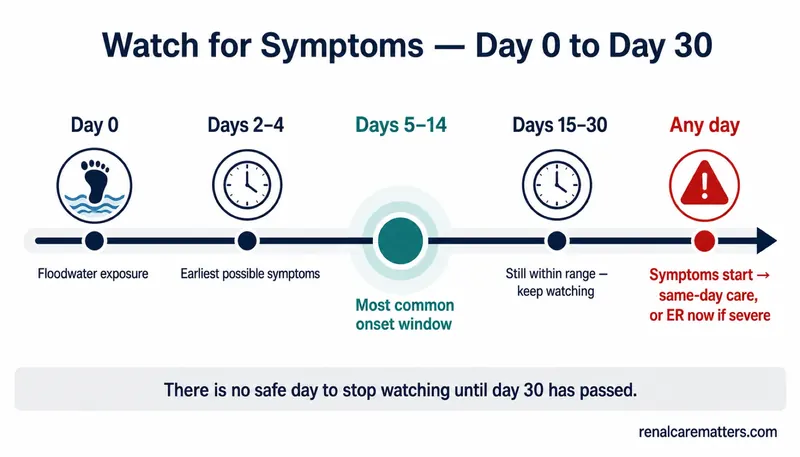 Watch for Symptoms — Day 0 to Day 30
Day 0
Floodwater exposure
Days 2–4
Earliest possible symptoms
Days 5–14
Most common
onset window
Days 15–30
Still within range —
keep watching
Any day
Symptoms start →
same-day care,
or ER now if severe
There is no safe day to stop watching until day 30 has passed.
renalcarematters.com